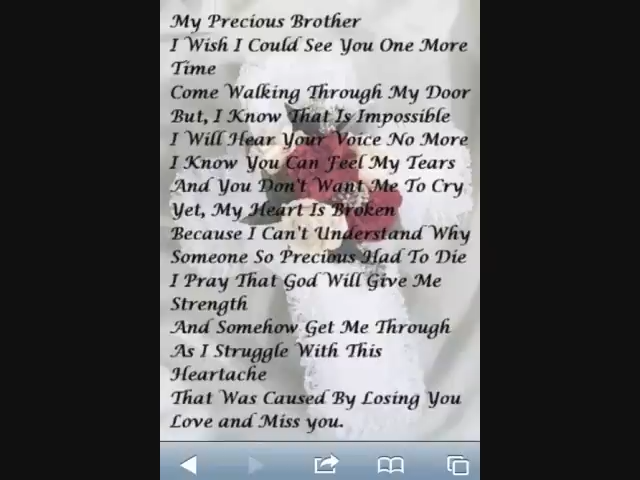 My Precious Brother
I Wish I Could See You One More
Time
Come Walking Through My Door
But, I Know That Is Impossible
I Will Hear Your Voice No More
I Know You Can Feel My Tears
And You Don't Want Me To Cry
Yet, My Heart Is Broken
Because I Can't Understand Why
Someone So Precious Had To Die
I Pray That God Will Give Me
Strength
And Somehow Get Me Through
As I Struggle With This
Heartache
That Was Caused By Losing You
Love and Miss you.